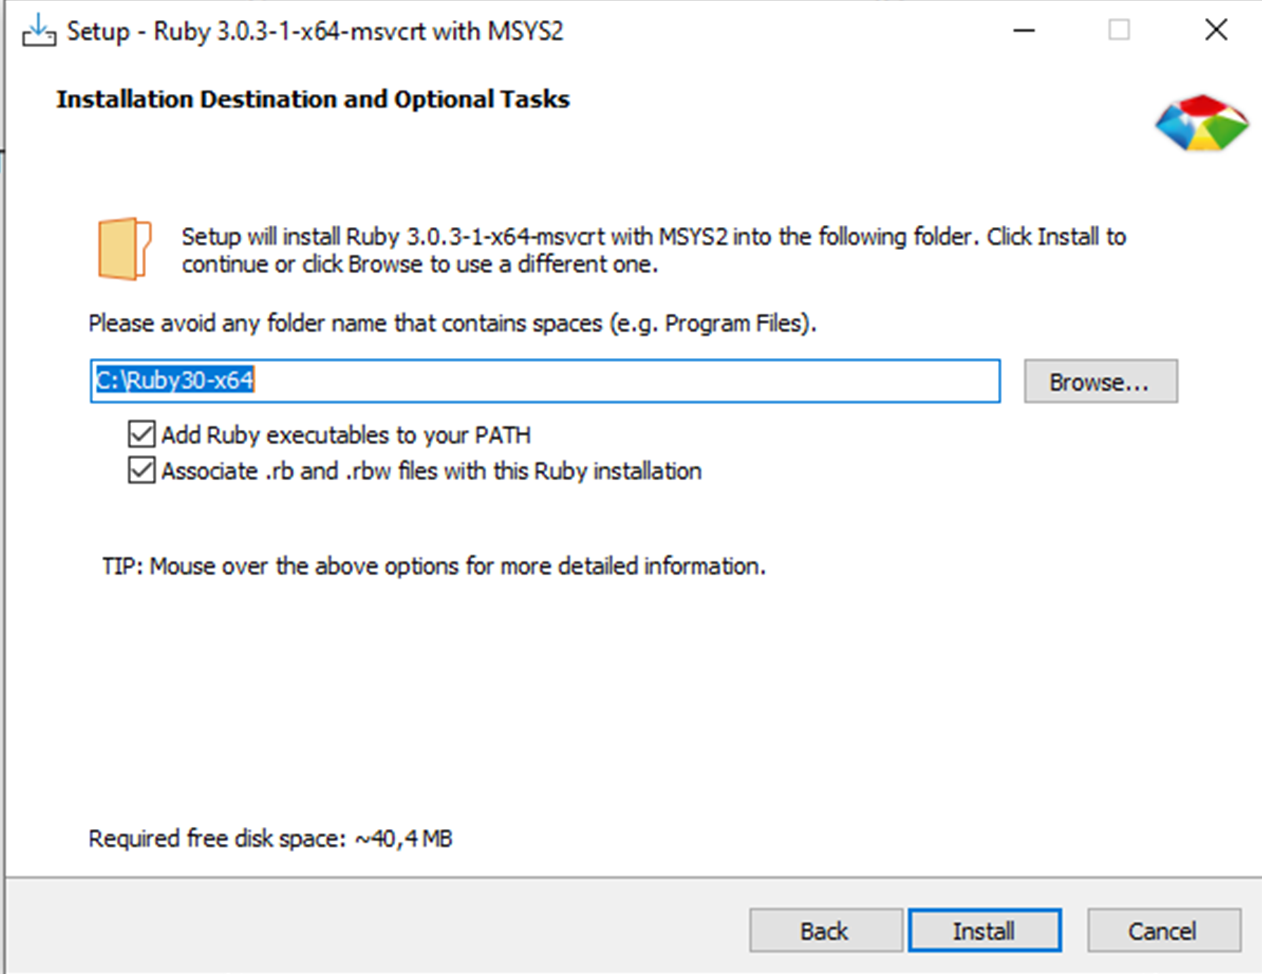 Setup - Ruby 3.0.3-1-x64-msvcrt with MSYS2
Installation Destination and Optional Tasks
Setup will install Ruby 3.0.3-1-x64-msvcrt with MSYS2 into the following folder. Click Install to
continue or click Browse to use a different one.
Please avoid any folder name that contains spaces (e.g. Program Files).
C:\Ruby30-x64
Browse...
Add Ruby executables to your PATH
Associate .rb and .rbw files with this Ruby installation
TIP: Mouse over the above options for more detailed information.
Required free disk space: ~40,4 MB
Back
Install
Cancel